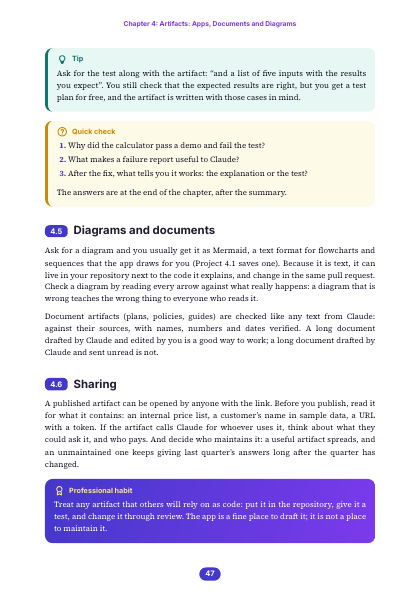 Chapter 4: Artifacts: Apps, Documents and Diagrams
Tip
Ask for the test along with the artifact: “and a list of five inputs with the results
you expect”. You still check that the expected results are right, but you get a test
plan for free, and the artifact is written with those cases in mind.
Quick check
1. Why did the calculator pass a demo and fail the test?
2. What makes a failure report useful to Claude?
3. After the fix, what tells you it works: the explanation or the test?
The answers are at the end of the chapter, after the summary.
4.5 Diagrams and documents
Ask for a diagram and you usually get it as Mermaid, a text format for flowcharts and
sequences that the app draws for you (Project 4.1 saves one). Because it is text, it can
live in your repository next to the code it explains, and change in the same pull request.
Check a diagram by reading every arrow against what really happens: a diagram that is
wrong teaches the wrong thing to everyone who reads it.
Document artifacts (plans, policies, guides) are checked like any text from Claude:
against their sources, with names, numbers and dates verified. A long document
drafted by Claude and edited by you is a good way to work; a long document drafted by
Claude and sent unread is not.
4.6 Sharing
A published artifact can be opened by anyone with the link. Before you publish, read it
for what it contains: an internal price list, a customer’s name in sample data, a URL
with a token. If the artifact calls Claude for whoever uses it, think about what they
could ask it, and who pays. And decide who maintains it: a useful artifact spreads, and
an unmaintained one keeps giving last quarter’s answers long after the quarter has
changed.
Professional habit
Treat any artifact that others will rely on as code: put it in the repository, give it a
test, and change it through review. The app is a fine place to draft it; it is not a place
to maintain it.
47